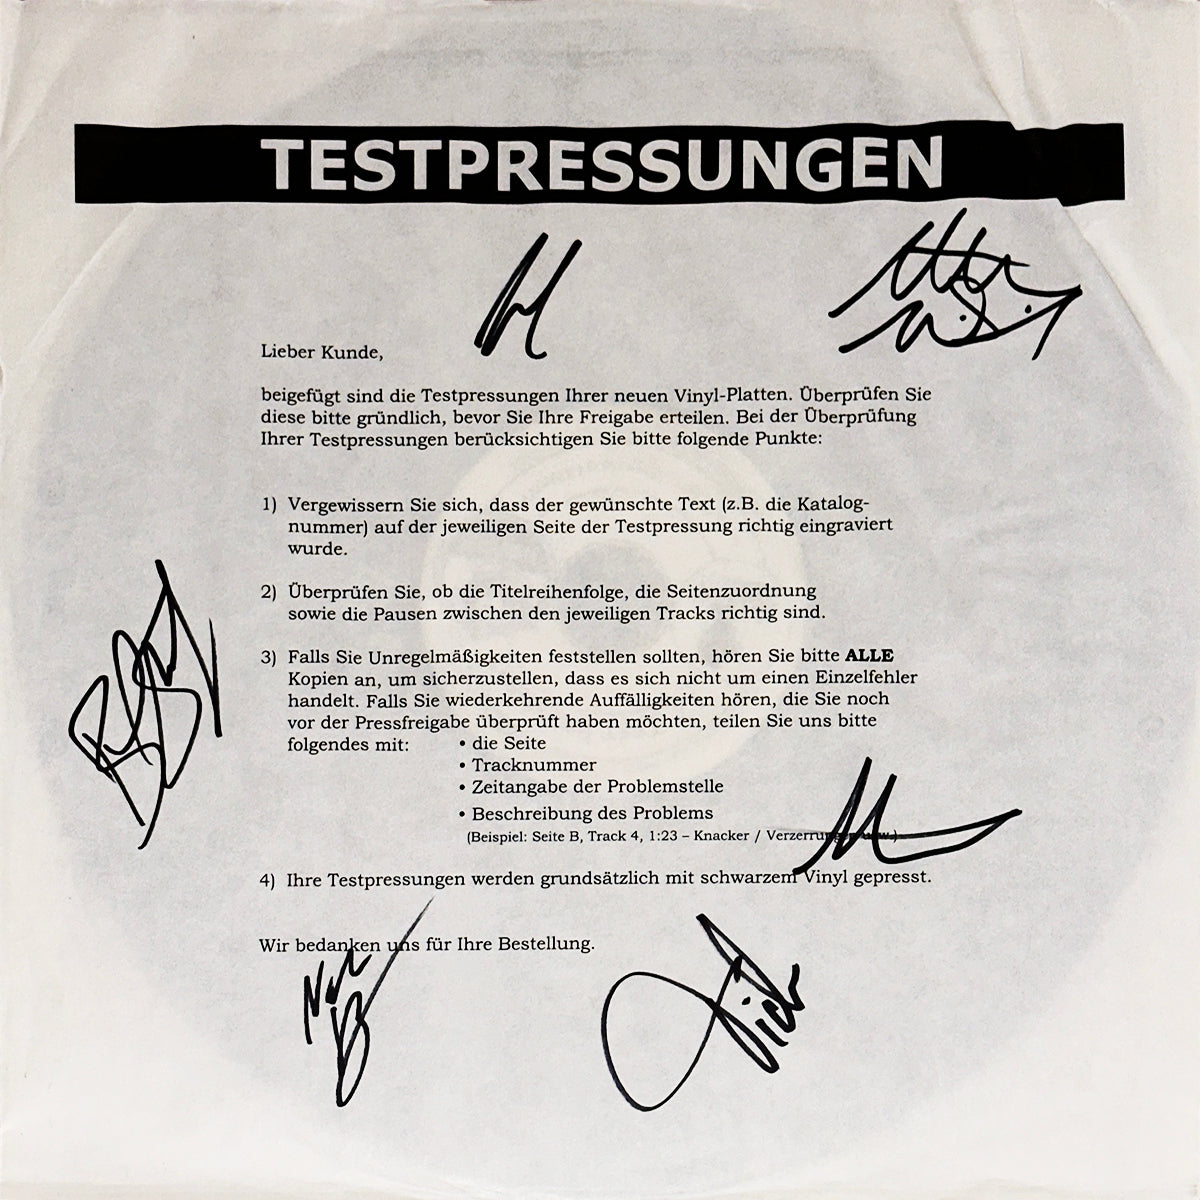 TESTPRESSUNGEN
Lieber Kunde,
beigefügt sind die Testpressungen Ihrer neuen Vinyl-Platten. Überprüfen Sie
diese bitte gründlich, bevor Sie Ihre Freigabe erteilen. Bei der Überprüfung
Ihrer Testpressungen berücksichtigen Sie bitte folgende Punkte:
1) Vergewissern Sie sich, dass der gewünschte Text (z.B. die Katalog-
nummer) auf der jeweiligen Seite der Testpressung richtig eingraviert
wurde.
2) Überprüfen Sie, ob die Titelreihenfolge, die Seitenzuordnung
sowie die Pausen zwischen den jeweiligen Tracks richtig sind.
3) Falls Sie Unregelmäßigkeiten feststellen sollten, hören Sie bitte ALLE
Kopien an, um sicherzustellen, dass es sich nicht um einen Einzelfehler
handelt. Falls Sie wiederkehrende Auffälligkeiten hören, die Sie noch
vor der Pressfreigabe überprüft haben möchten, teilen Sie uns bitte
folgendes mit: • die Seite
• Tracknummer
• Zeitangabe der Problemstelle
• Beschreibung des Problems
(Beispiel: Seite B, Track 4, 1:23 – Knacker / Verzerrungen usw.)
4) Ihre Testpressungen werden grundsätzlich mit schwarzem Vinyl gepresst.
Wir bedanken uns für Ihre Bestellung.